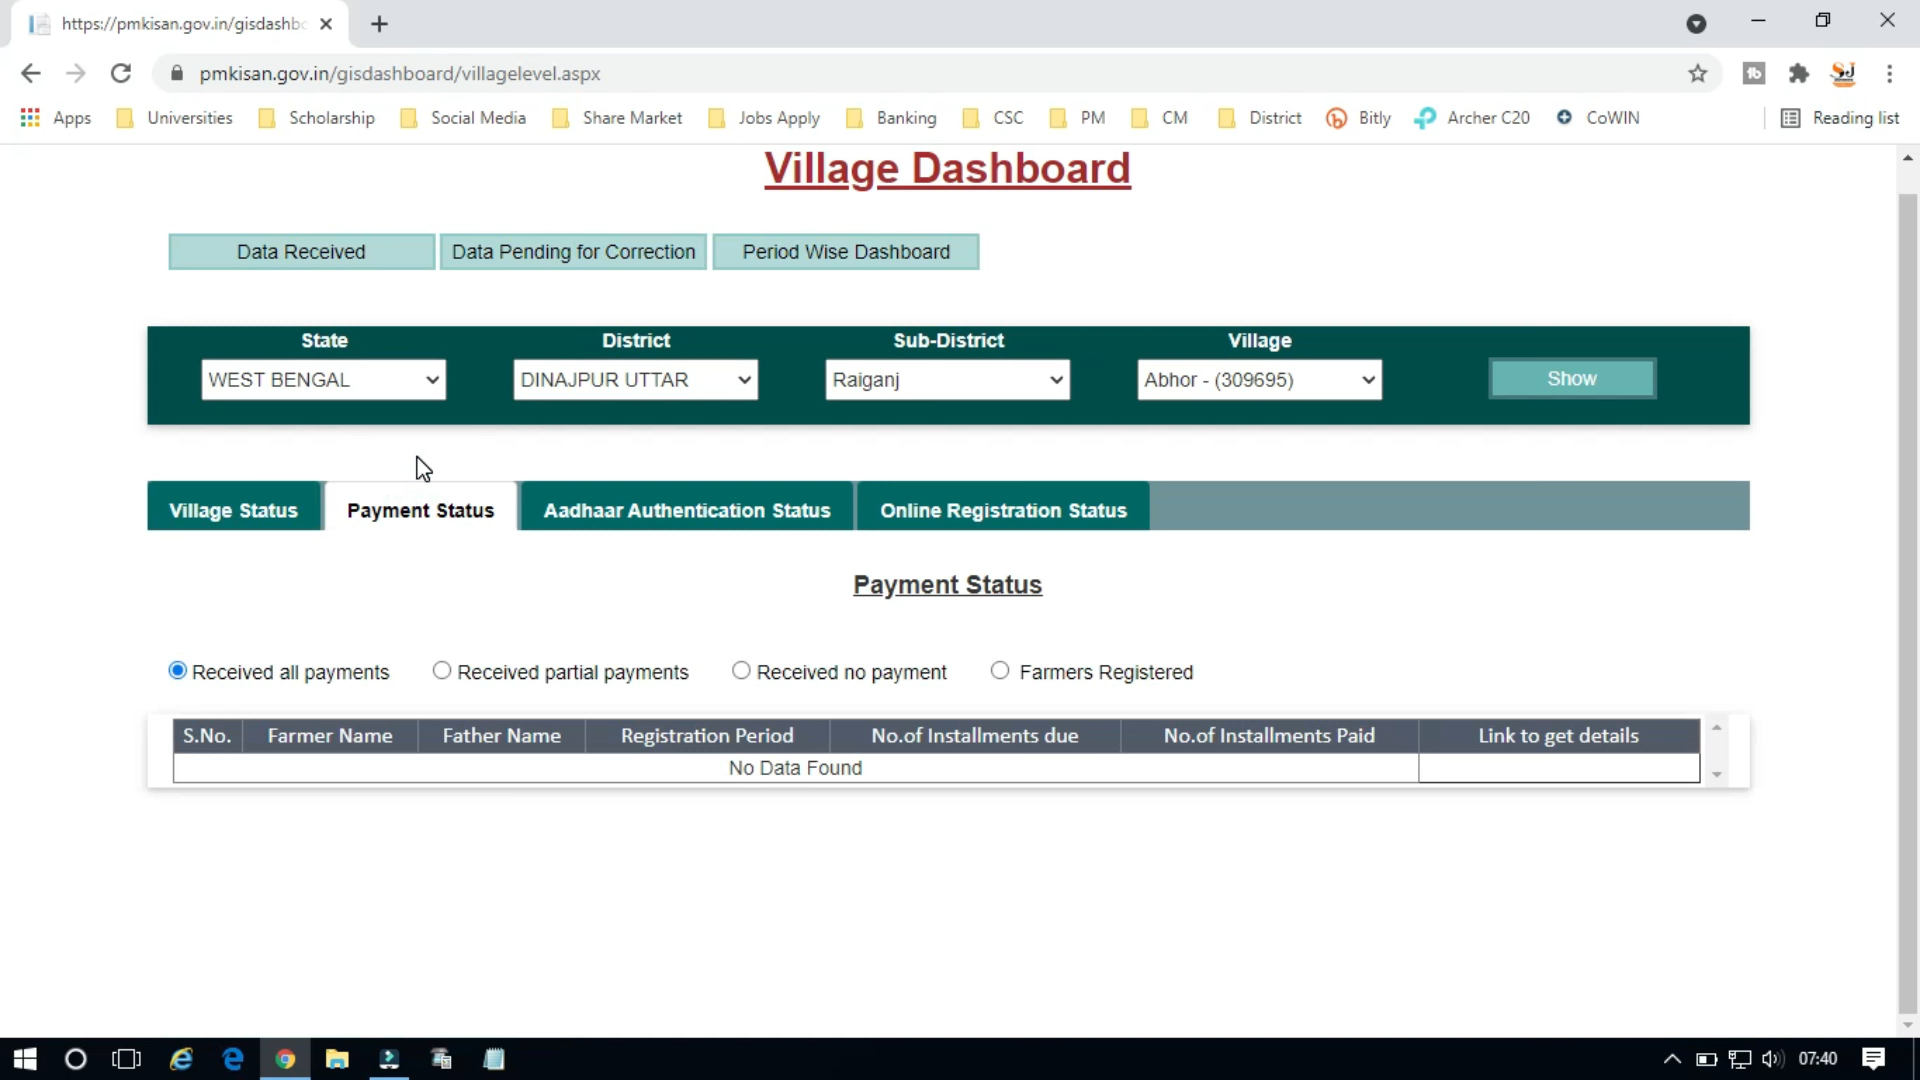 https://pmkisan.gov.in/gisdashbo
pmkisan.gov.in/gisdashboard/villagelevel.aspx
Apps Universities Scholarship Social Media Share Market Jobs Apply Banking CSC PM CM District Bitly Archer C20 CoWIN Reading list
Village Dashboard
Data Received Data Pending for Correction Period Wise Dashboard
State District Sub-District Village
WEST BENGAL DINAJPUR UTTAR Raiganj Abhor - (309695) Show
Village Status Payment Status Aadhaar Authentication Status Online Registration Status
Payment Status
Received all payments Received partial payments Received no payment Farmers Registered
S.No. Farmer Name Father Name Registration Period No.of Installments due No.of Installments Paid Link to get details
No Data Found
07:40